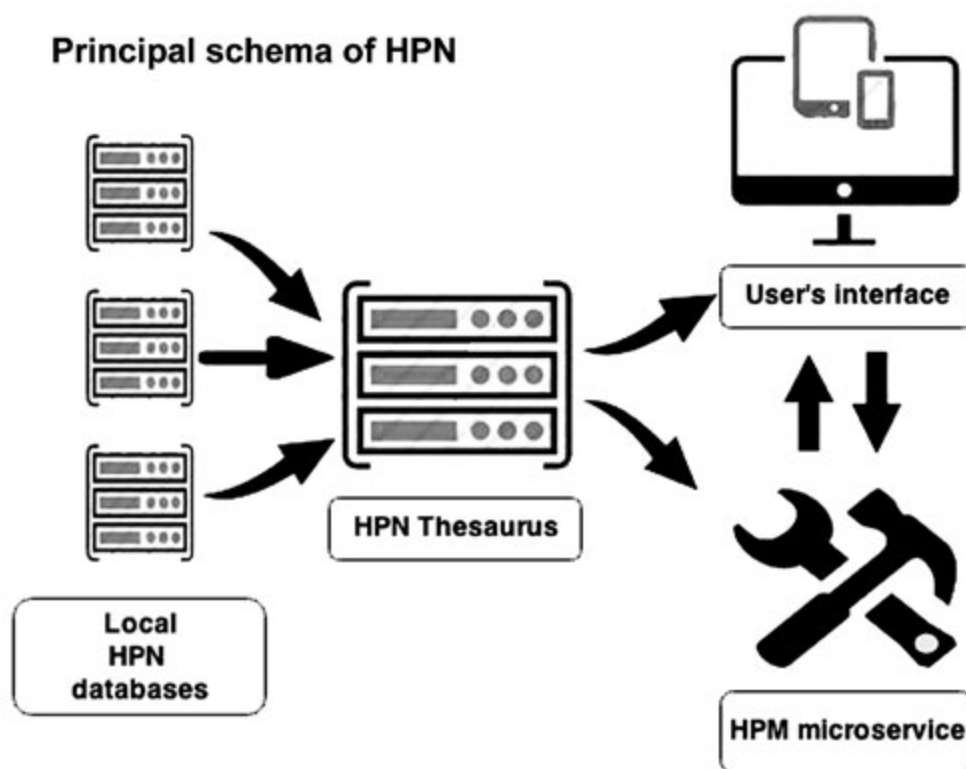 Principal schema of HPN
User's interface
HPN Thesaurus
Local
HPN
databases
HPM microservice